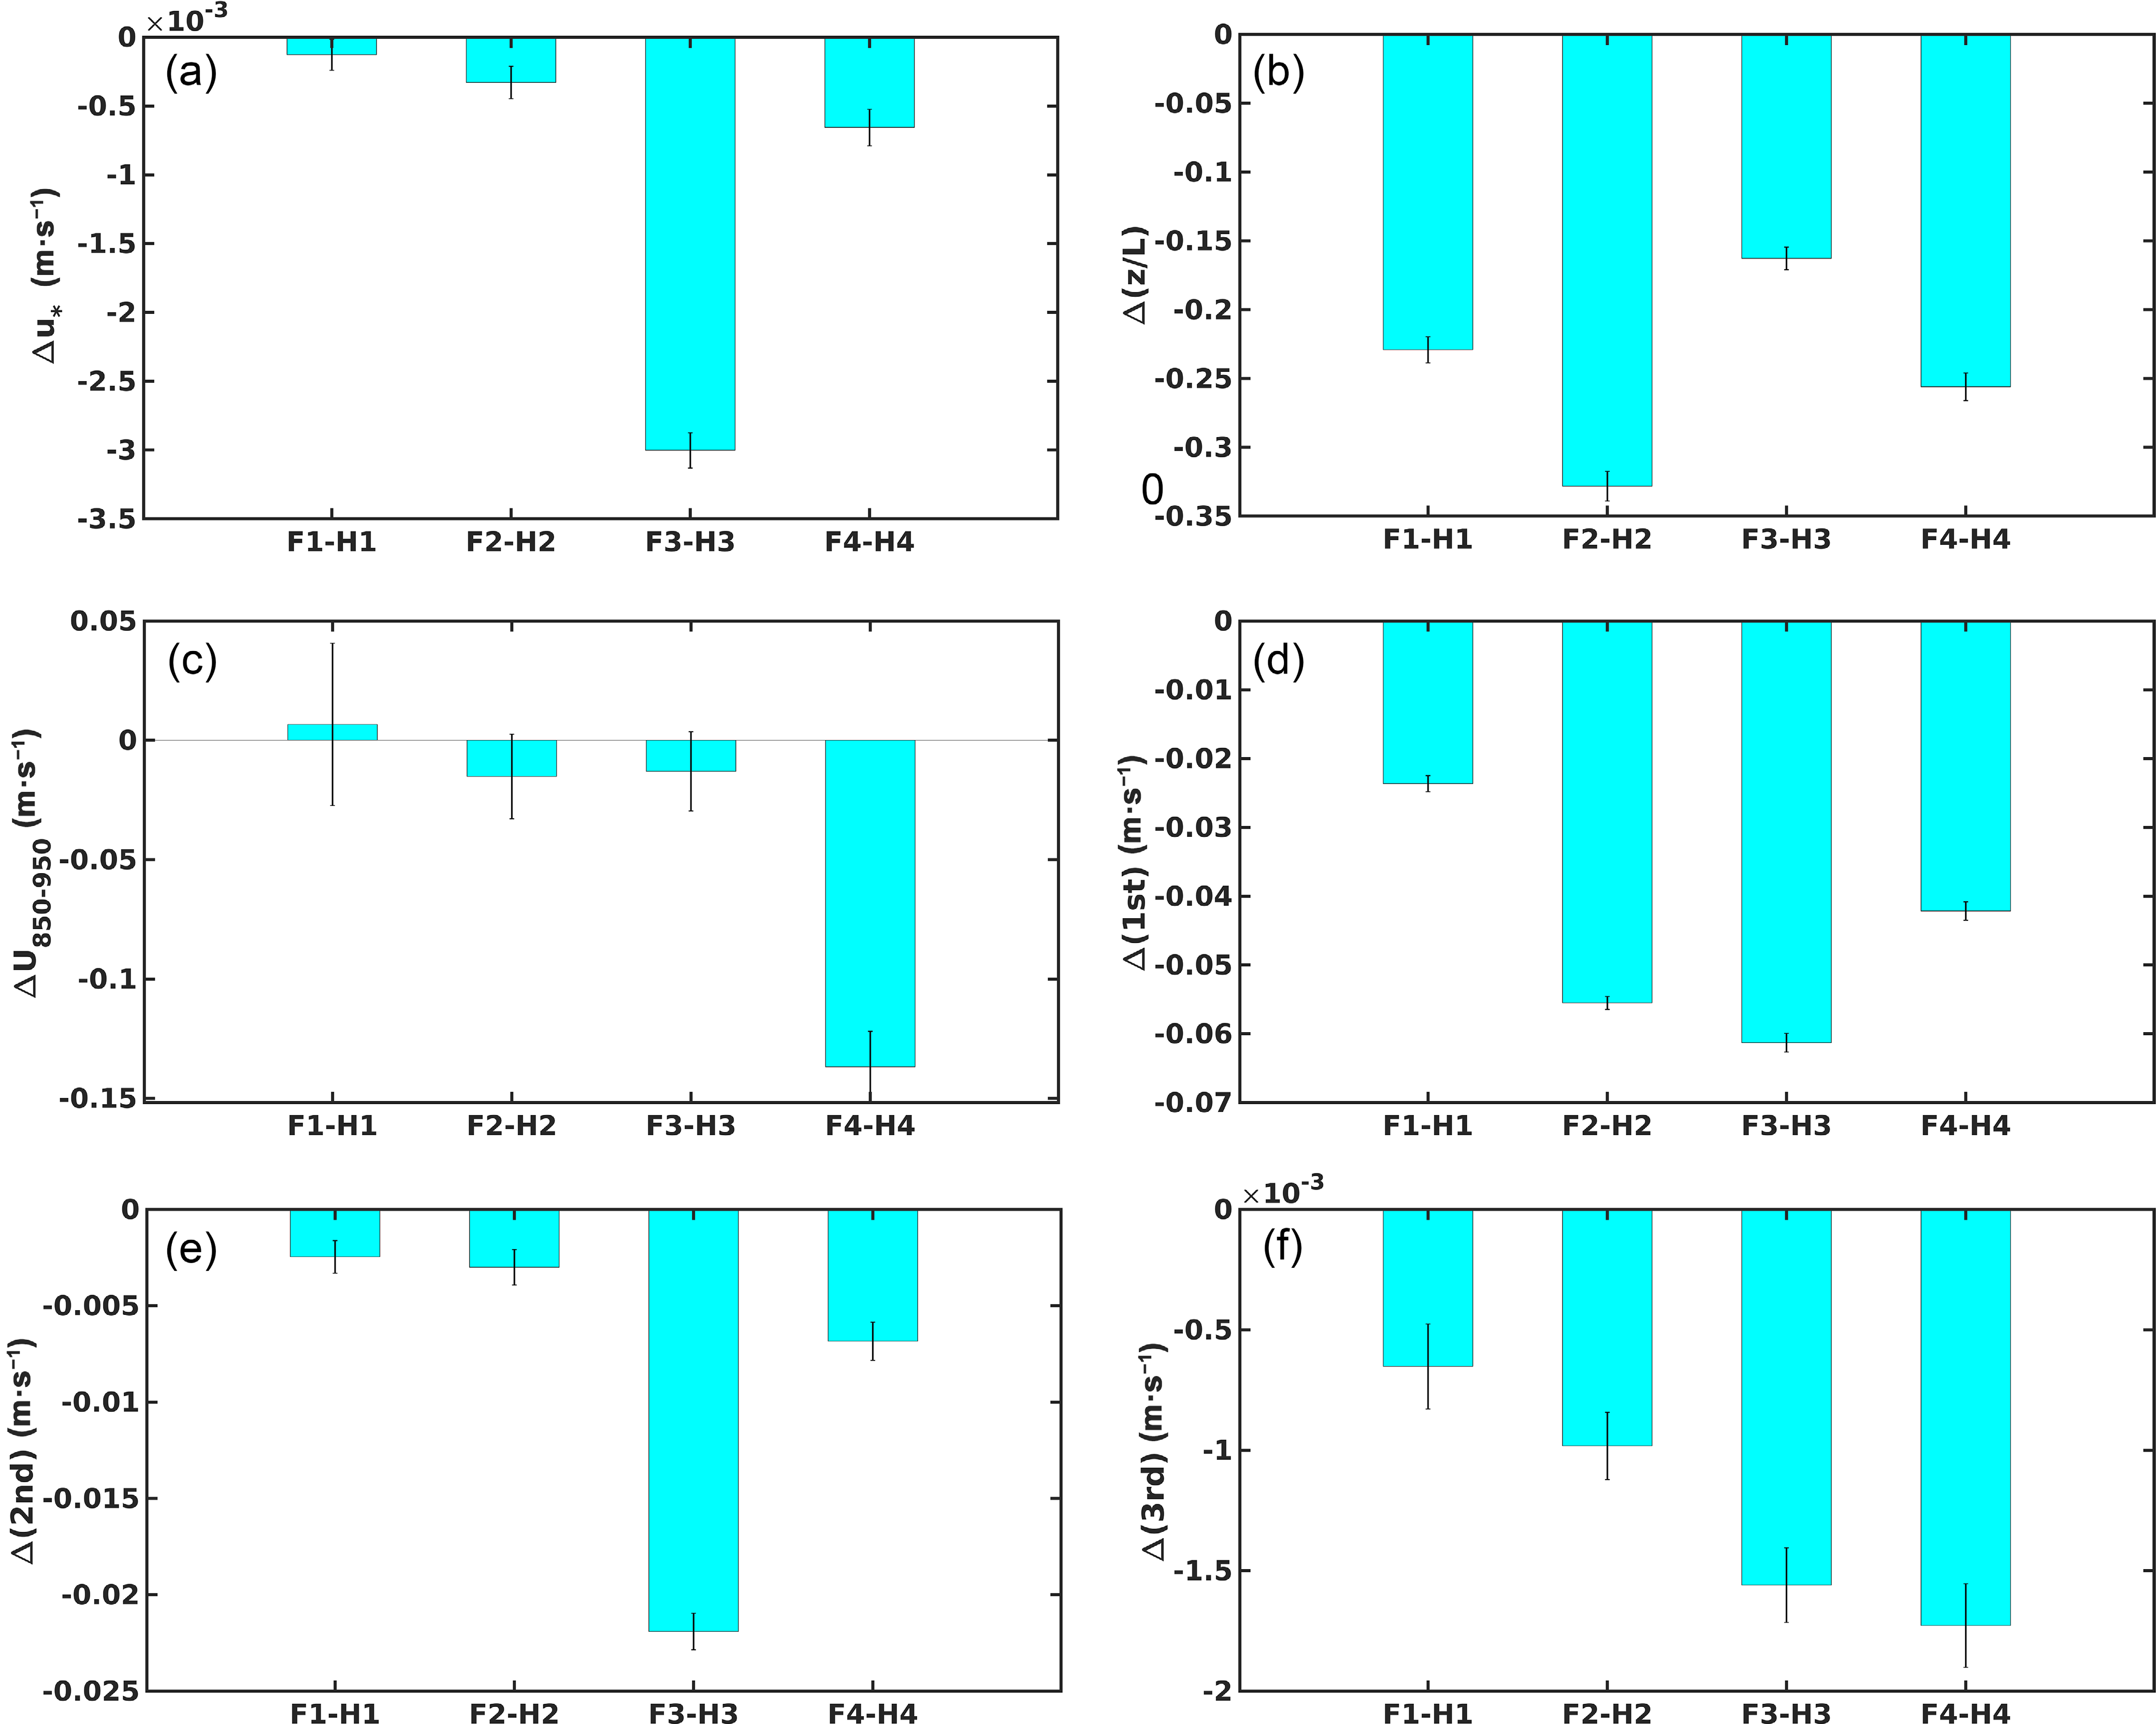 ×10⁻³
0
-0.5
-1
-1.5
-2
-2.5
-3
-3.5
(a)
Δu* (m·s⁻¹)
F1-H1 F2-H2 F3-H3 F4-H4
0
-0.05
-0.1
-0.15
-0.2
-0.25
-0.3
-0.35
0
(b)
Δ(z/L)
F1-H1 F2-H2 F3-H3 F4-H4
0.05
0
-0.05
-0.1
-0.15
(c)
ΔU850-950 (m·s⁻¹)
F1-H1 F2-H2 F3-H3 F4-H4
0
-0.01
-0.02
-0.03
-0.04
-0.05
-0.06
-0.07
(d)
Δ(1st) (m·s⁻¹)
F1-H1 F2-H2 F3-H3 F4-H4
0
-0.005
-0.01
-0.015
-0.02
-0.025
(e)
Δ(2nd) (m·s⁻¹)
F1-H1 F2-H2 F3-H3 F4-H4
×10⁻³
0
-0.5
-1
-1.5
-2
(f)
Δ(3rd) (m·s⁻¹)
F1-H1 F2-H2 F3-H3 F4-H4